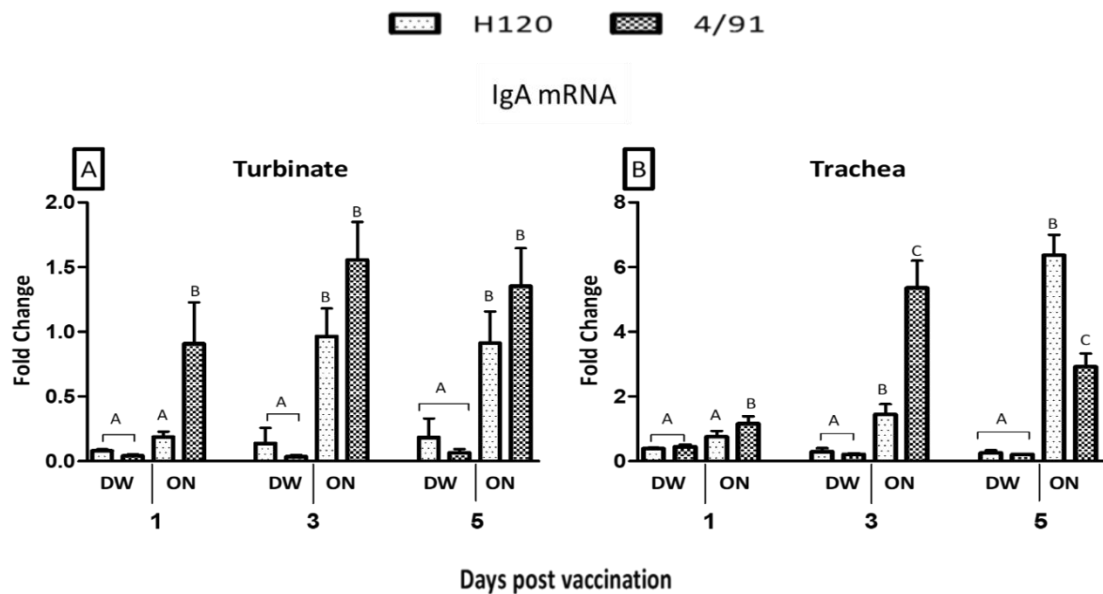 H120 4/91
IgA mRNA
A Turbinate
Fold Change
2.0
1.5
1.0
0.5
0.0
A A B
A B B
A B B
DW ON DW ON DW ON
1 3 5
B Trachea
Fold Change
8
6
4
2
0
A A B
A B C
A B C
DW ON DW ON DW ON
1 3 5
Days post vaccination